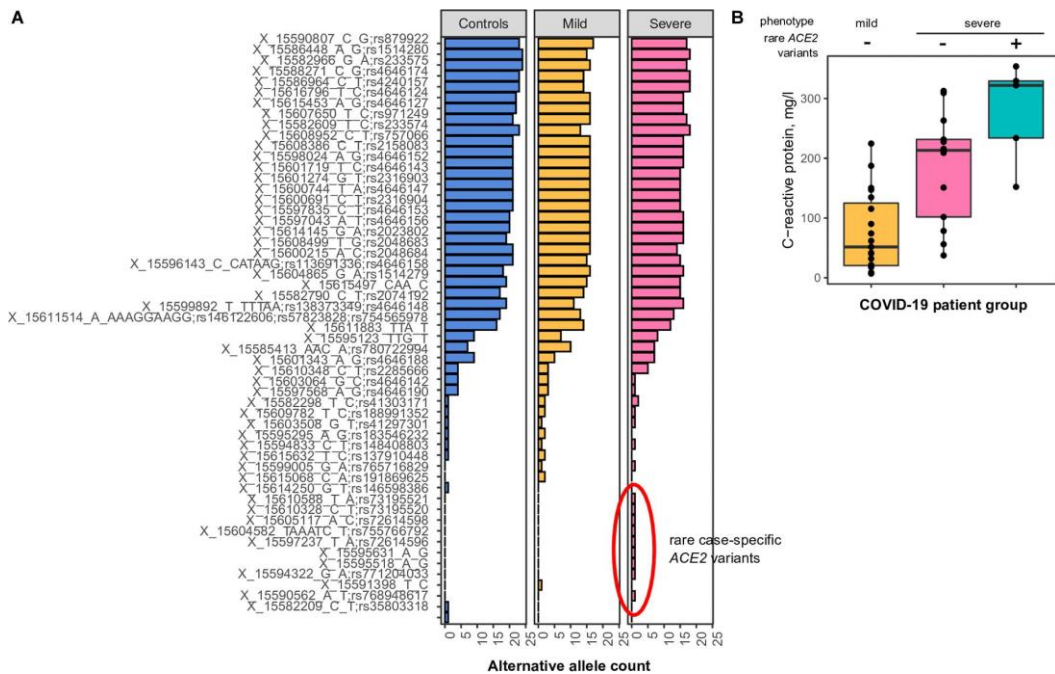 A
Controls
Mild
Severe
X_15590807_C_G;rs879922
X_15586448_A_G;rs1514280
X_15582966_G_A;rs233575
X_15588271_C_G;rs4646174
X_15586964_C_T;rs4240157
X_15616796_T_C;rs4646124
X_15615453_A_G;rs4646127
X_15607650_T_C;rs971249
X_15582609_T_C;rs233574
X_15608952_C_T;rs757066
X_15608386_C_T;rs2158083
X_15598024_A_G;rs4646152
X_15601719_T_C;rs4646143
X_15601274_G_T;rs2316903
X_15600744_T_A;rs4646147
X_15600691_C_T;rs2316904
X_15597835_C_T;rs4646153
X_15597043_A_T;rs4646156
X_15614145_G_A;rs2023802
X_15608499_T_G;rs2048683
X_15600215_A_C;rs2048684
X_15596143_C_CATAAG;rs113691336;rs4646158
X_15604865_G_A;rs1514279
X_15615497_CAA_C
X_15582790_C_T;rs2074192
X_15599892_T_TTTAA;rs138373349;rs4646148
X_15611514_A_AAAGGAAGG;rs146122606;rs57823828;rs754565978
X_15611883_TTA_T
X_15595123_TTG_T
X_15585413_AAC_A;rs780722994
X_15601343_A_G;rs4646188
X_15610348_C_T;rs2285666
X_15603064_G_C;rs4646142
X_15597568_A_G;rs4646190
X_15582298_T_C;rs41303171
X_15609782_T_C;rs188991352
X_15603508_G_T;rs41297301
X_15595295_A_G;rs183546232
X_15594833_C_T;rs148408803
X_15615632_T_C;rs137910448
X_15599005_G_A;rs765716829
X_15615068_C_A;rs191869625
X_15614250_G_T;rs146598386
X_15610588_T_A;rs73195521
X_15610328_C_T;rs73195520
X_15605117_A_C;rs72614598
X_15604582_TAAATC_T;rs755766792
X_15597237_T_A;rs72614596
X_15595631_A_G
X_15595518_A_G
X_15594322_G_A;rs771204033
X_15591398_T_C
X_15590562_A_T;rs768948617
X_15582209_C_T;rs35803318
rare case-specific
ACE2 variants
0 5 10 15 20 25 0 5 10 15 20 25 0 5 10 15 20 25
Alternative allele count
B
phenotype mild severe
rare ACE2
variants
- - +
C-reactive protein, mg/l
300
200
100
0
COVID-19 patient group